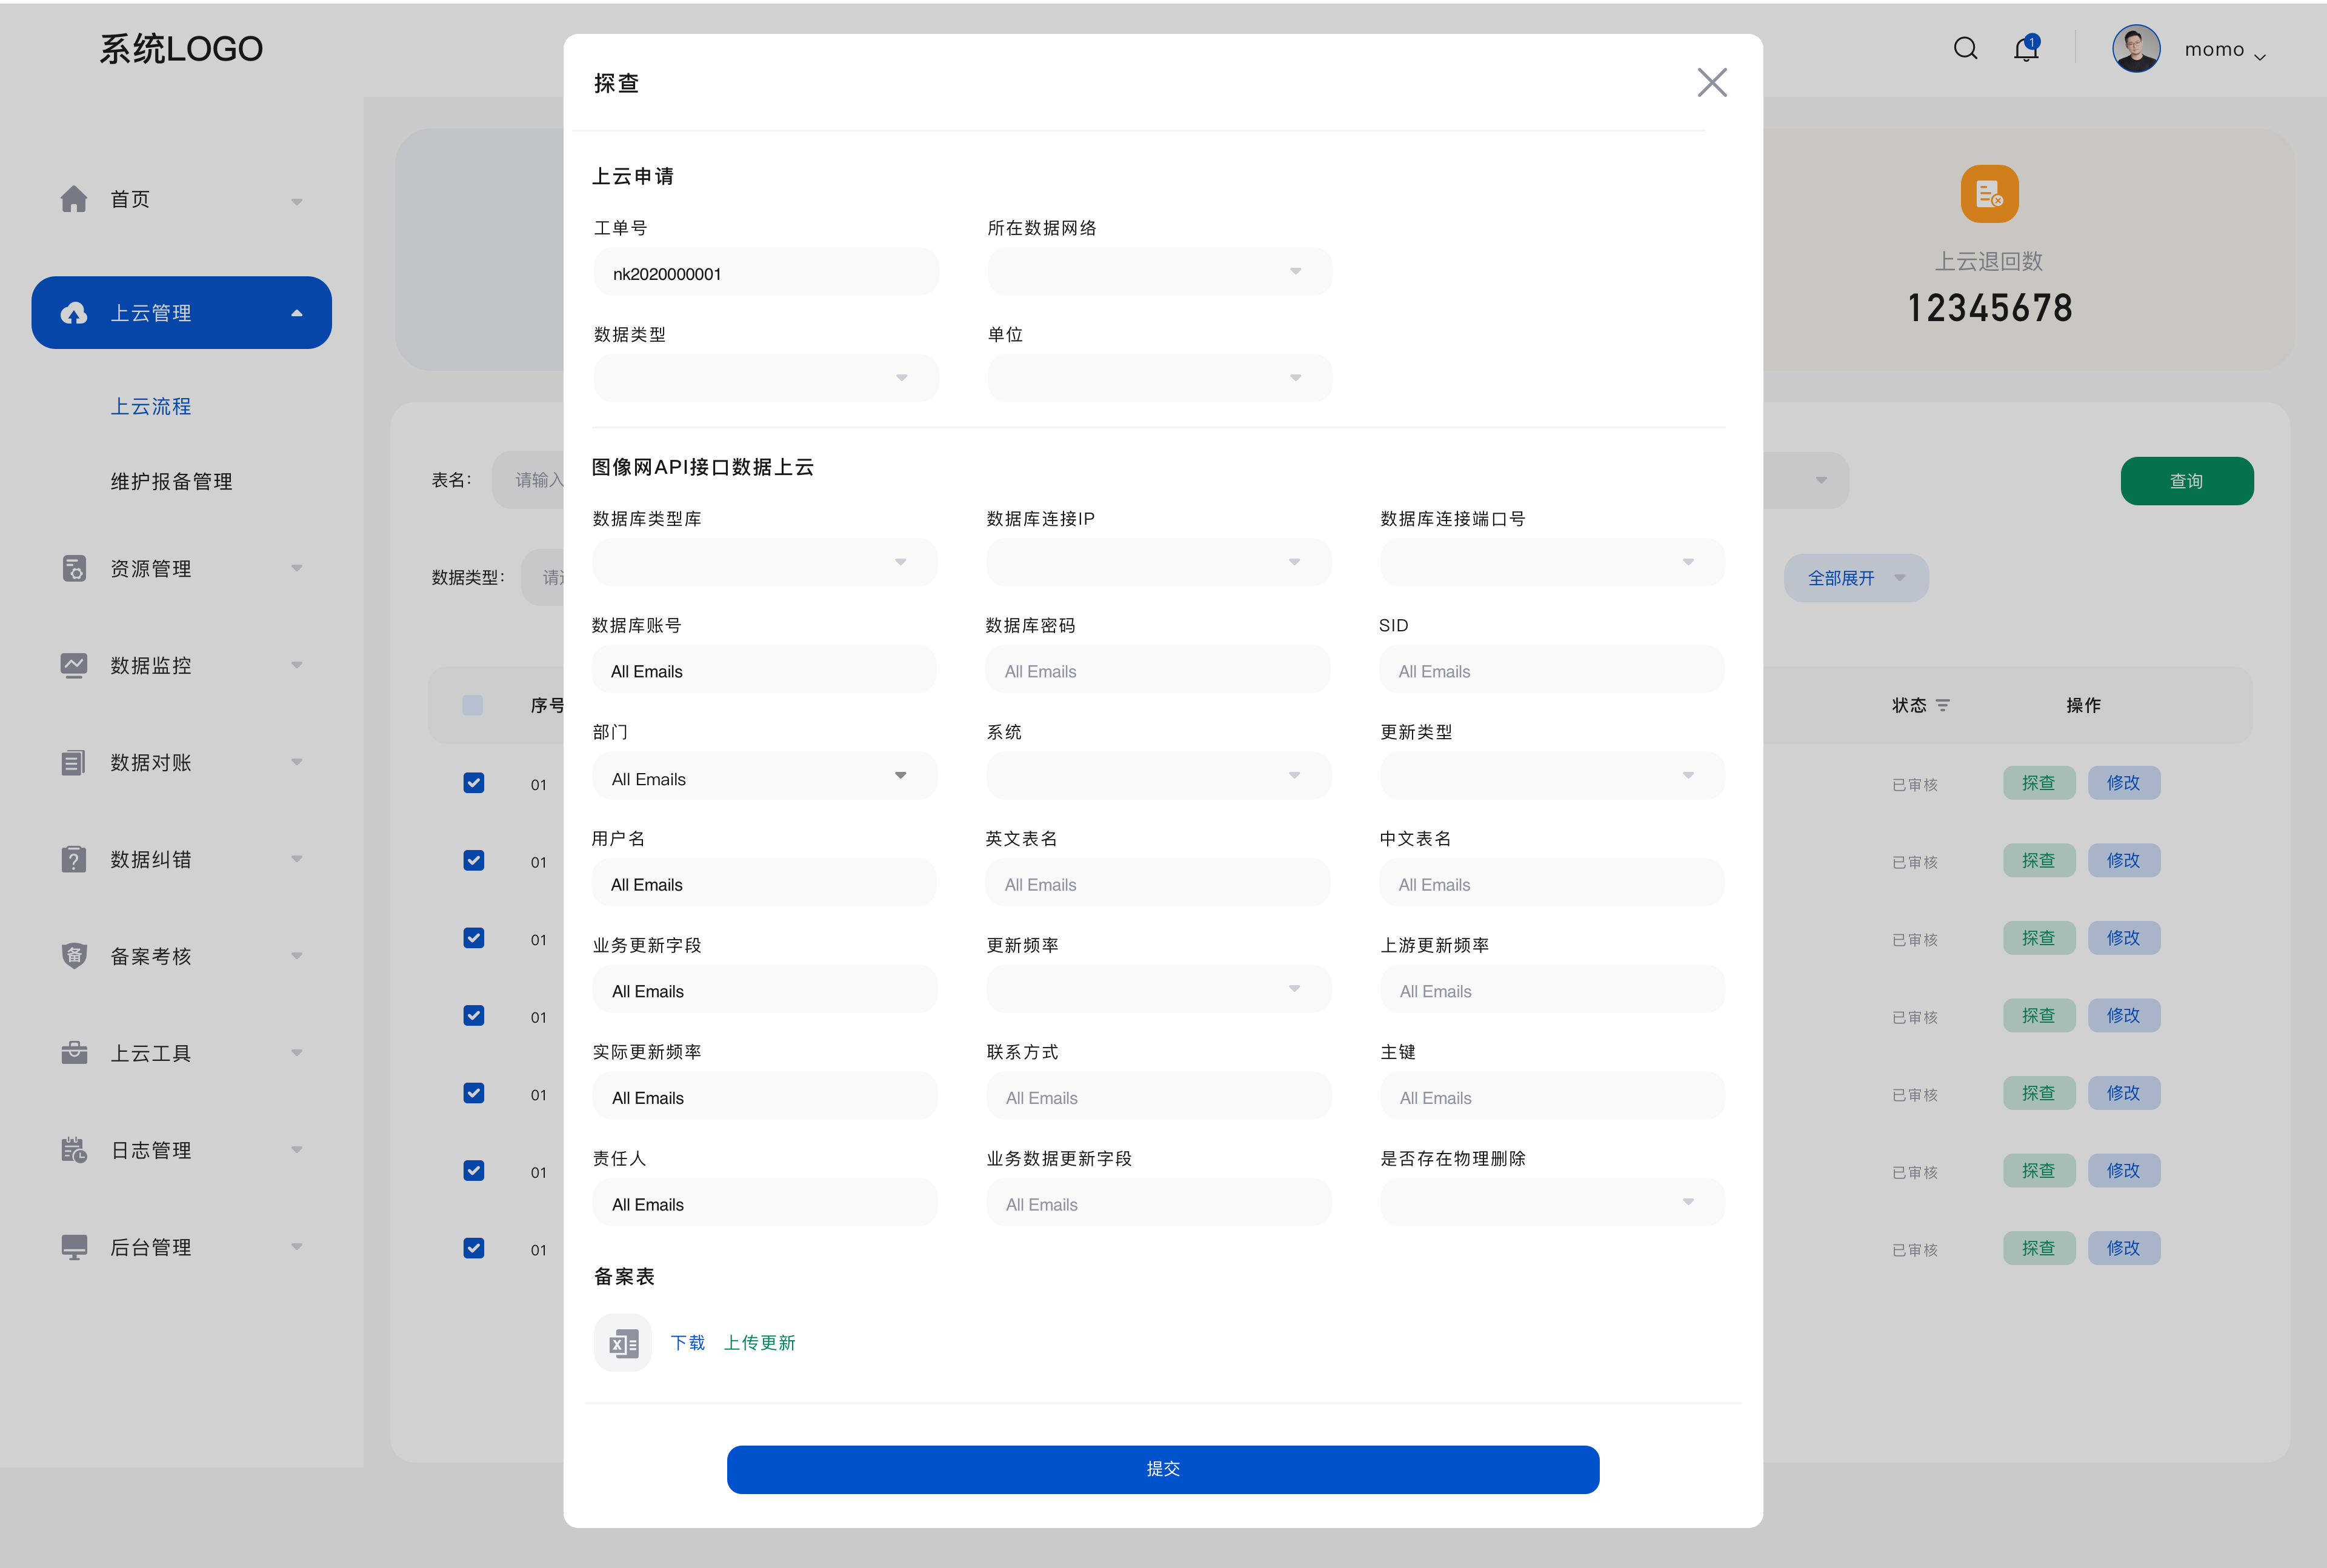 系统LOGO
1
momo
首页
上云管理
上云流程
维护报备管理
资源管理
数据监控
数据对账
数据纠错
备
备案考核
上云工具
日志管理
后台管理
上云退回数
12345678
表名：
请输入
查询
数据类型：
全部展开
序号
状态
操作
01
已审核
探查
修改
01
已审核
探查
修改
01
已审核
探查
修改
01
已审核
探查
修改
01
已审核
探查
修改
01
已审核
探查
修改
01
已审核
探查
修改
探查
上云申请
工单号
所在数据网络
nk2020000001
数据类型
单位
图像网API接口数据上云
数据库类型库
数据库连接IP
数据库连接端口号
数据库账号
数据库密码
SID
All Emails
All Emails
All Emails
部门
系统
更新类型
All Emails
用户名
英文表名
中文表名
All Emails
All Emails
All Emails
业务更新字段
更新频率
上游更新频率
All Emails
All Emails
实际更新频率
联系方式
主键
All Emails
All Emails
All Emails
责任人
业务数据更新字段
是否存在物理删除
All Emails
All Emails
备案表
X
下载
上传更新
提交